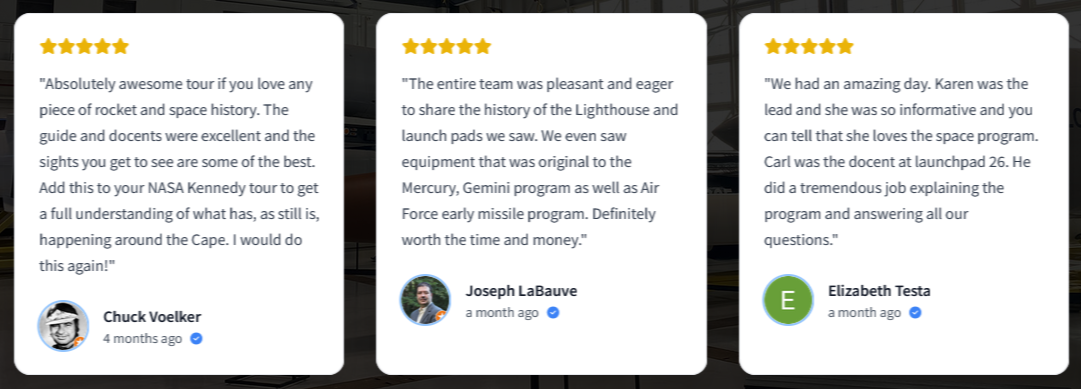 "Absolutely awesome tour if you love any
piece of rocket and space history. The
guide and docents were excellent and the
sights you get to see are some of the best.
Add this to your NASA Kennedy tour to get
a full understanding of what has, as still is,
happening around the Cape. I would do
this again!"
Chuck Voelker
4 months ago
"The entire team was pleasant and eager
to share the history of the Lighthouse and
launch pads we saw. We even saw
equipment that was original to the
Mercury, Gemini program as well as Air
Force early missile program. Definitely
worth the time and money."
Joseph LaBauve
a month ago
"We had an amazing day. Karen was the
lead and she was so informative and you
can tell that she loves the space program.
Carl was the docent at launchpad 26. He
did a tremendous job explaining the
program and answering all our
questions."
E
Elizabeth Testa
a month ago